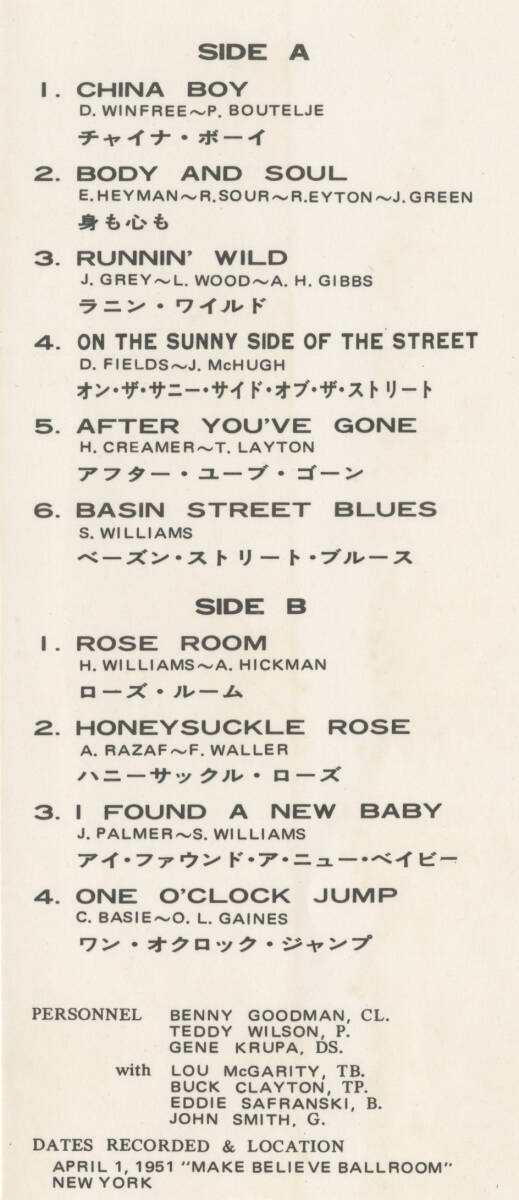 SIDE A
1. CHINA BOY
D. WINFREE～P. BOUTELJE
チャイナ・ボーイ
2. BODY AND SOUL
E.HEYMAN～R.SOUR～R.EYTON～J.GREEN
身も心も
3. RUNNIN' WILD
J. GREY～L. WOOD～A. H. GIBBS
ラニン・ワイルド
4. ON THE SUNNY SIDE OF THE STREET
D. FIELDS～J. McHUGH
オン・ザ・サニー・サイド・オブ・ザ・ストリート
5. AFTER YOU'VE GONE
H. CREAMER～T. LAYTON
アフター・ユーブ・ゴーン
6. BASIN STREET BLUES
S. WILLIAMS
ベーズン・ストリート・ブルース
SIDE B
1. ROSE ROOM
H. WILLIAMS～A. HICKMAN
ローズ・ルーム
2. HONEYSUCKLE ROSE
A. RAZAF～F. WALLER
ハニーサックル・ローズ
3. I FOUND A NEW BABY
J. PALMER～S. WILLIAMS
アイ・ファウンド・ア・ニュー・ベイビー
4. ONE O'CLOCK JUMP
C. BASIE～O. L. GAINES
ワン・オクロック・ジャンプ
PERSONNEL BENNY GOODMAN, CL.
TEDDY WILSON, P.
GENE KRUPA, DS.
with LOU McGARITY, TB.
BUCK CLAYTON, TP.
EDDIE SAFRANSKI, B.
JOHN SMITH, G.
DATES RECORDED & LOCATION
APRIL 1, 1951 "MAKE BELIEVE BALLROOM"
NEW YORK